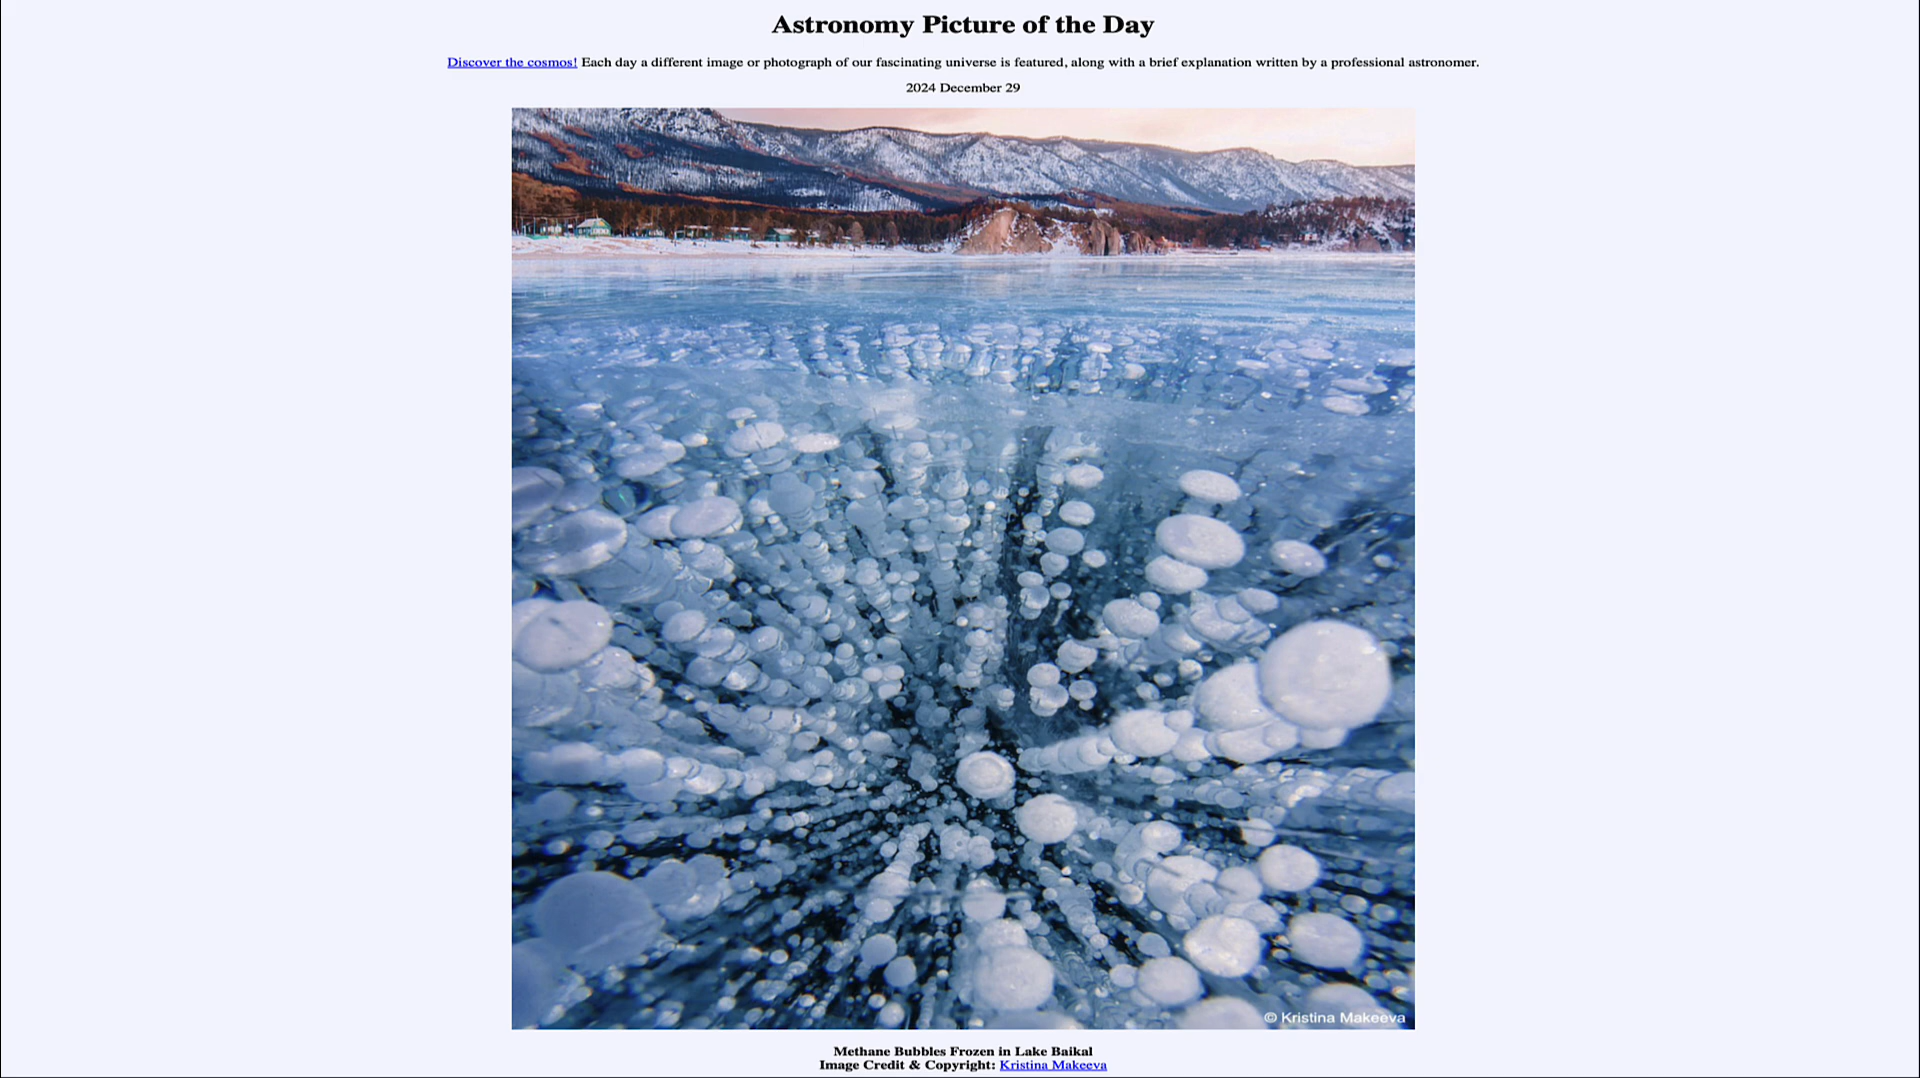 Astronomy Picture of the Day
Discover the cosmos! Each day a different image or photograph of our fascinating universe is featured, along with a brief explanation written by a professional astronomer.
2024 December 29
© Kristina Makeeva
Methane Bubbles Frozen in Lake Baikal
Image Credit & Copyright: Kristina Makeeva